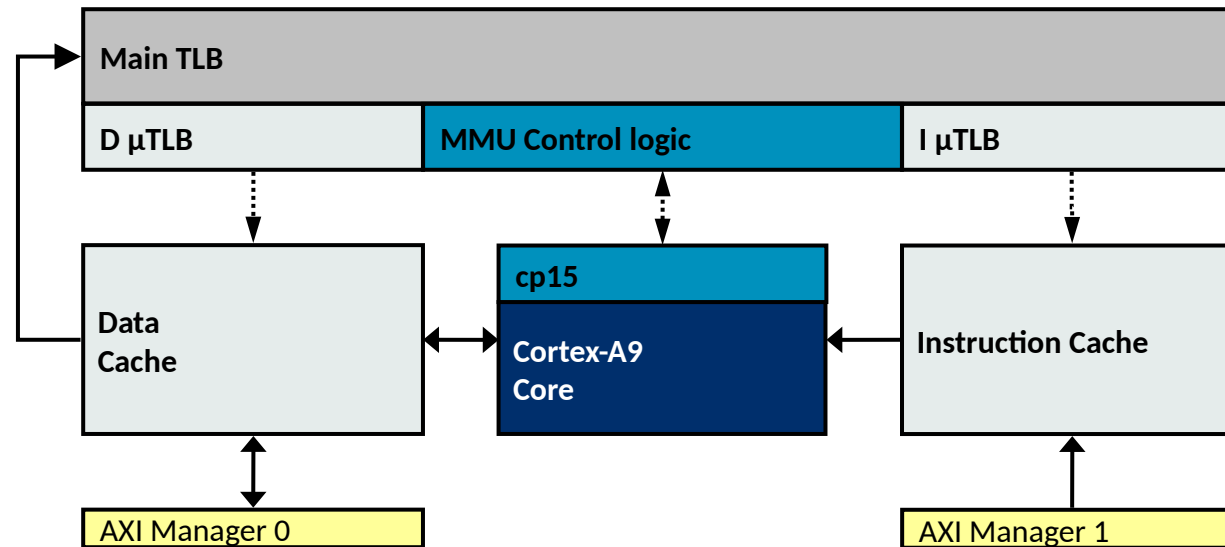 Main TLB
D μTLB
MMU Control logic
I μTLB
cp15
Data
Cache
Cortex-A9
Core
Instruction Cache
AXI Manager 0
AXI Manager 1